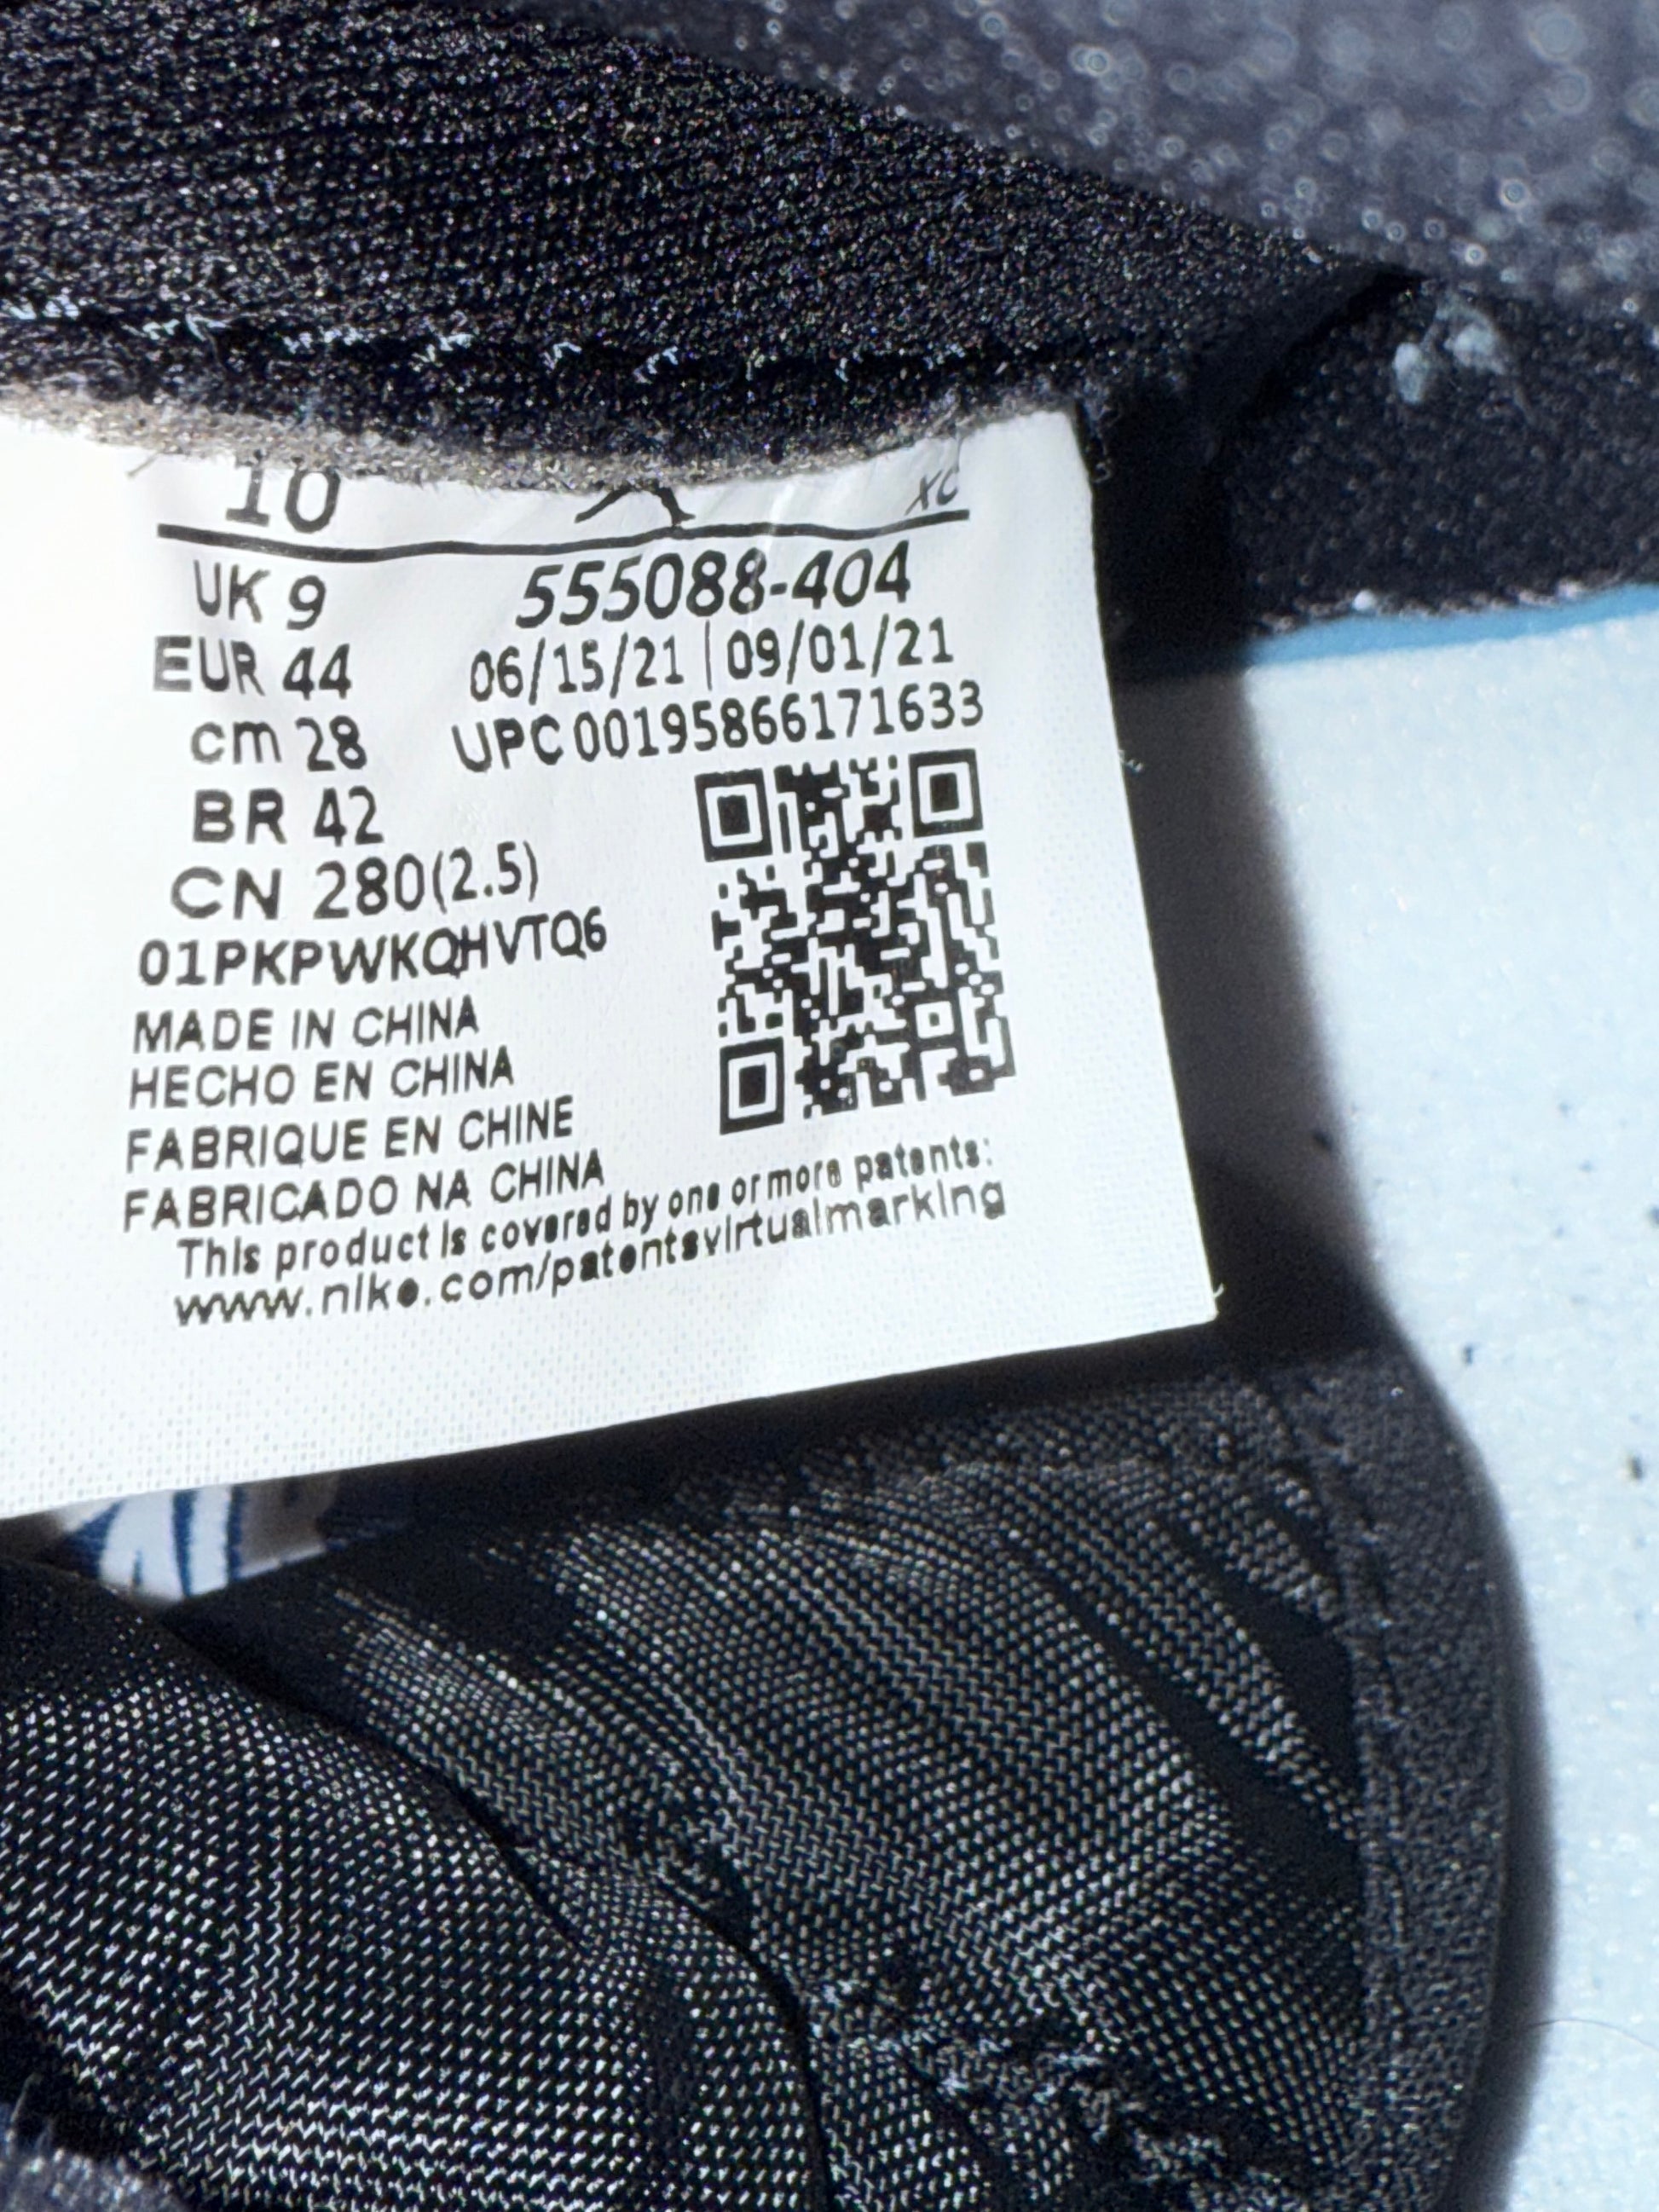 10 XC
UK 9 555088-404
EUR 44 06/15/21 | 09/01/21
cm 28 UPC 00195866171633
BR 42
CN 280(2.5)
01PKPWKQHVTQ6
MADE IN CHINA
HECHO EN CHINA
FABRIQUE EN CHINE
FABRICADO NA CHINA
This product is covered by one or more patents:
www.nike.com/patentsvirtualmarking